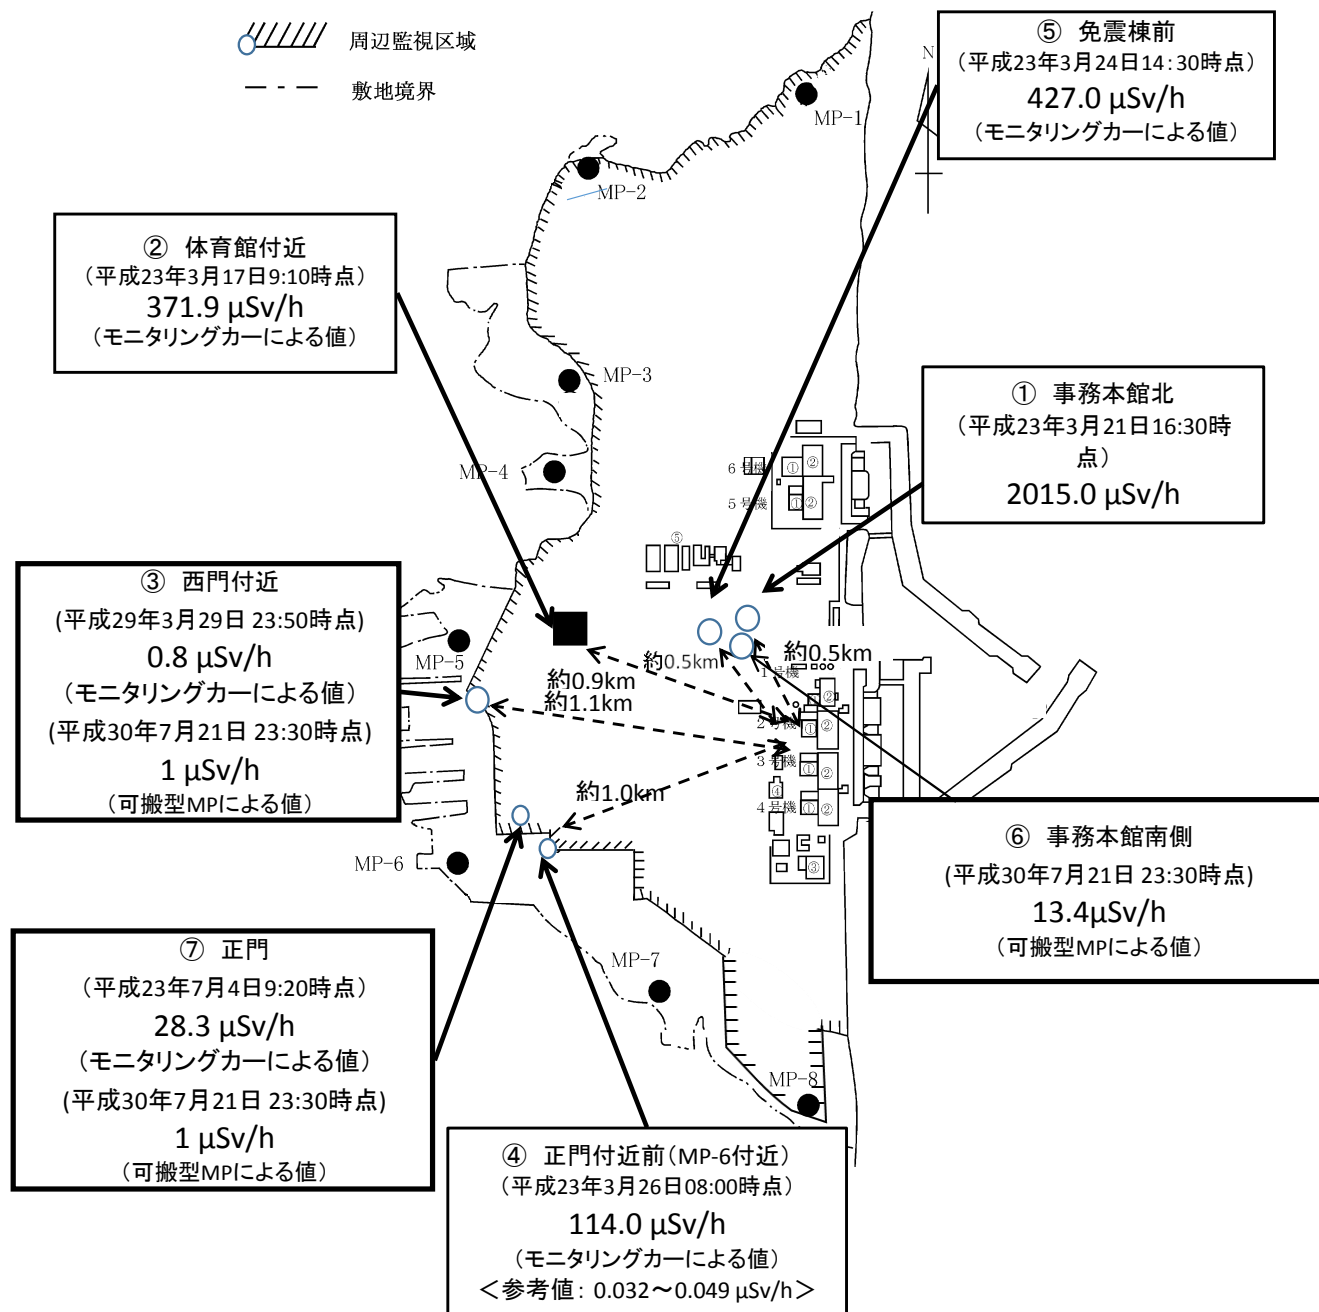 周辺監視区域
敷地境界
⑤ 免震棟前
(平成23年3月24日14:30時点)
427.0 µSv/h
(モニタリングカーによる値)
N
MP-1
MP-2
② 体育館付近
(平成23年3月17日9:10時点)
371.9 µSv/h
(モニタリングカーによる値)
MP-3
① 事務本館北
(平成23年3月21日16:30時
点)
2015.0 µSv/h
MP-4
6号機
① ②
5号機
① ②
⑤
③ 西門付近
(平成29年3月29日 23:50時点)
0.8 µSv/h
(モニタリングカーによる値)
(平成30年7月21日 23:30時点)
1 µSv/h
(可搬型MPによる値)
MP-5
約0.5km
約0.5km
約0.9km
約1.1km
1号機
②
2号機
① ②
3号機
① ②
④
4号機
① ②
③
約1.0km
MP-6
⑥ 事務本館南側
(平成30年7月21日 23:30時点)
13.4µSv/h
(可搬型MPによる値)
⑦ 正門
(平成23年7月4日9:20時点)
28.3 µSv/h
(モニタリングカーによる値)
(平成30年7月21日 23:30時点)
1 µSv/h
(可搬型MPによる値)
MP-7
MP-8
④ 正門付近前(MP-6付近)
(平成23年3月26日08:00時点)
114.0 µSv/h
(モニタリングカーによる値)
<参考値: 0.032～0.049 µSv/h>